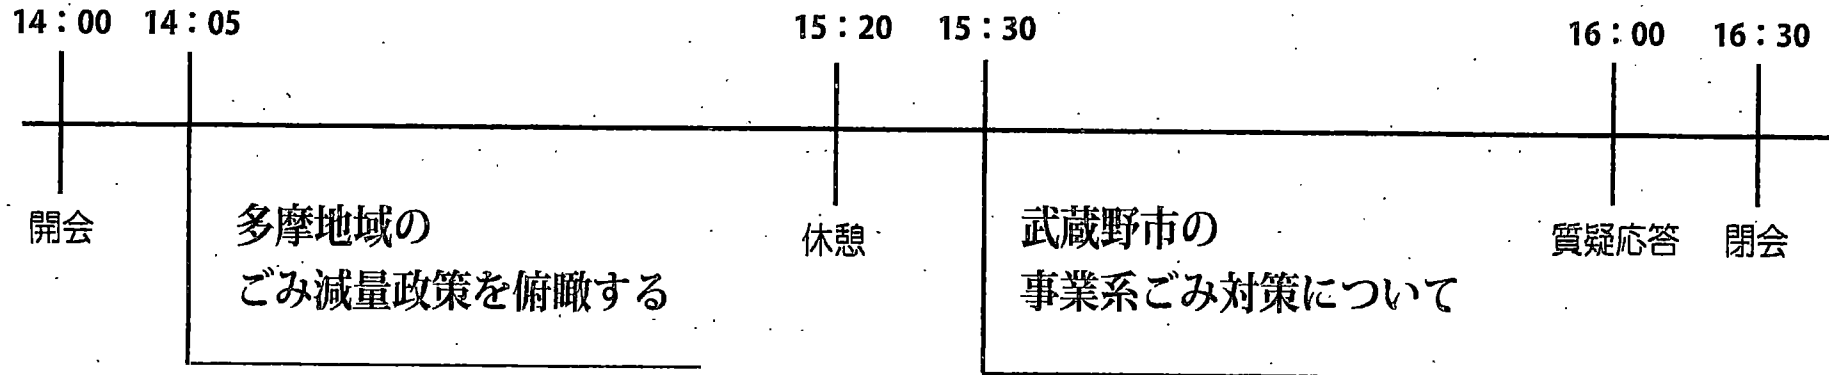 14：00 14：05 15：20 15：30 16：00 16：30
開会
多摩地域の
ごみ減量政策を俯瞰する
休憩
武蔵野市の
事業系ごみ対策について
質疑応答
閉会